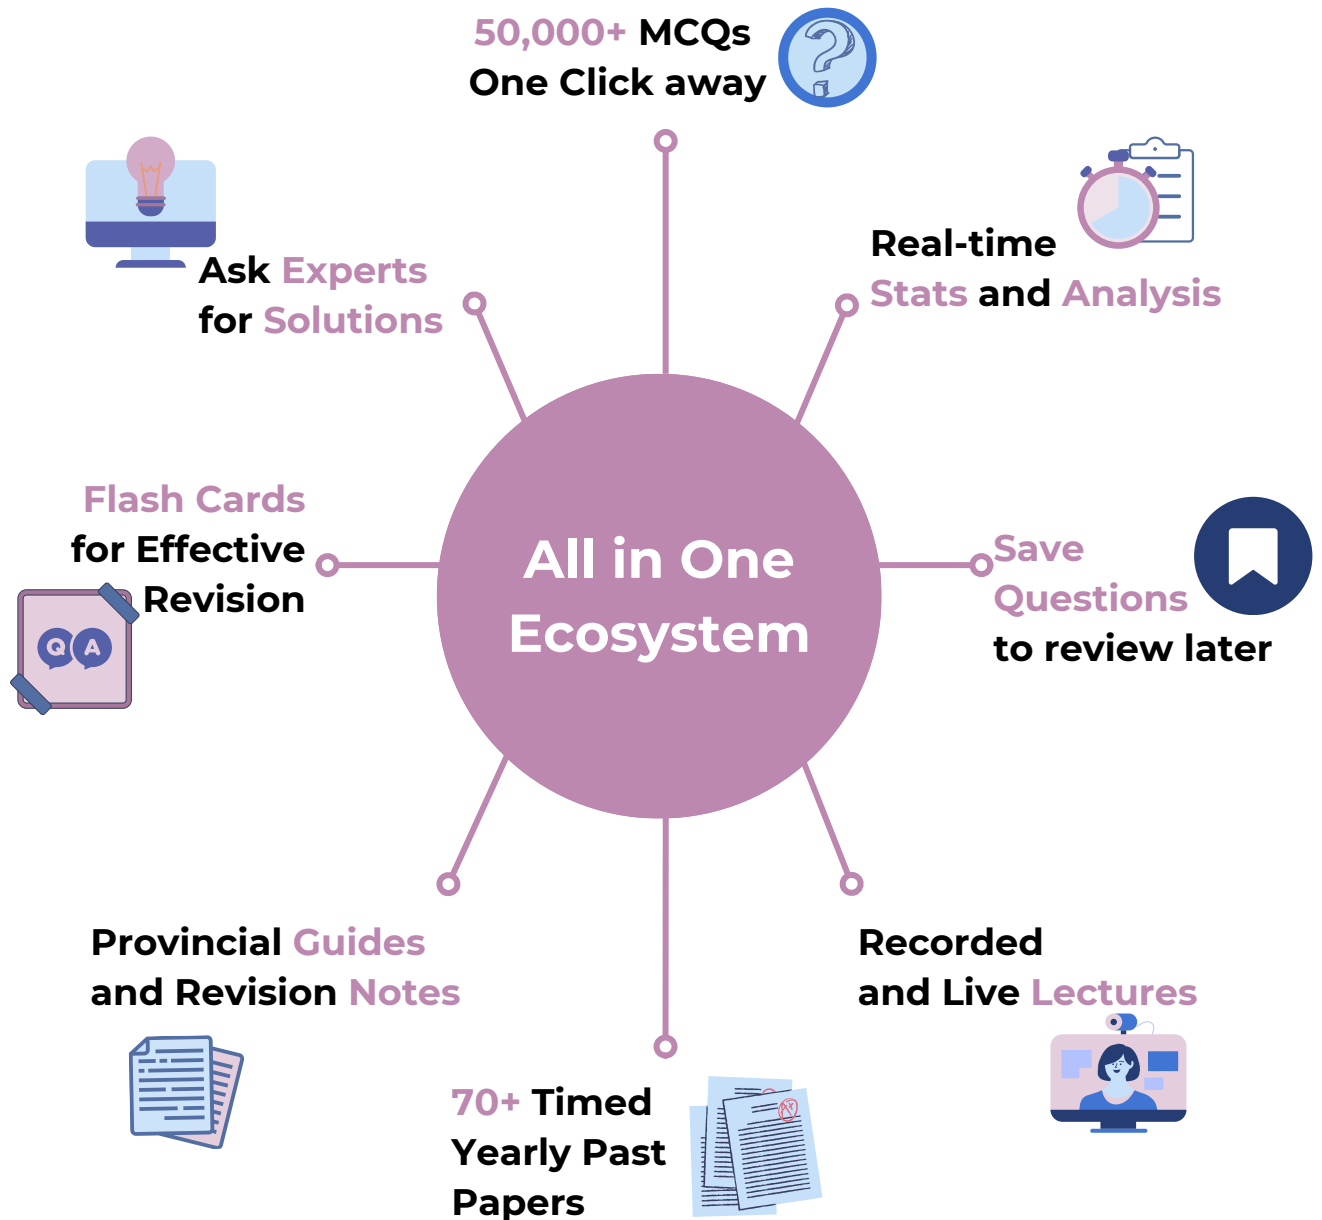 50,000+ MCQs
One Click away
Real-time
Stats and Analysis
Ask Experts
for Solutions
Flash Cards
for Effective
Revision
Q A
All in One
Ecosystem
Save
Questions
to review later
Provincial Guides
and Revision Notes
Recorded
and Live Lectures
70+ Timed
Yearly Past
Papers